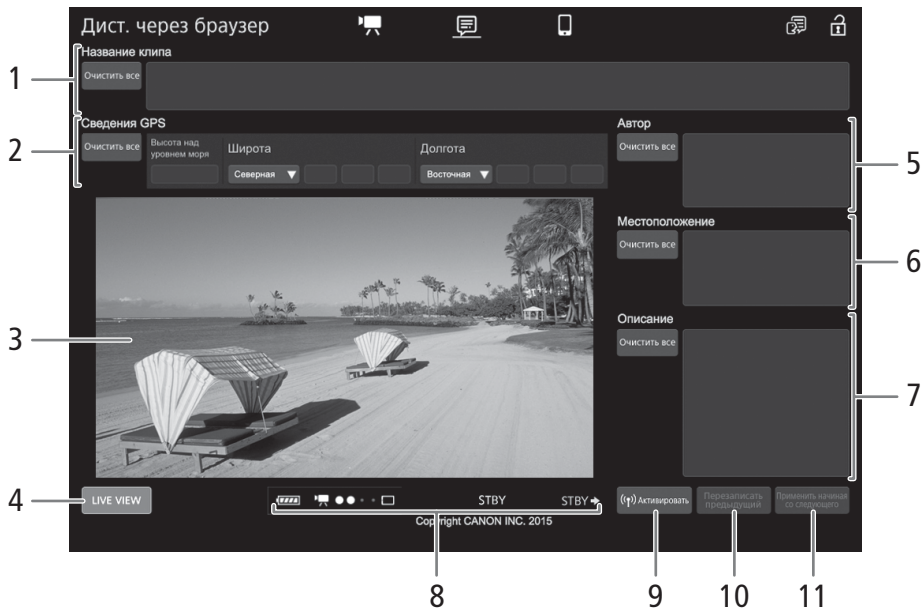 Дист. через браузер
Название клипа
1
Очистить все
Сведения GPS
Автор
2
Очистить все
Высота над
уровнем моря
Широта
Долгота
Северная
Восточная
Очистить все
5
Местоположение
Очистить все
6
Описание
Очистить все
3
7
4
LIVE VIEW
STBY
STBY
((•)) Активировать
Перезаписать
предыдущий
Применить начиная
со следующего
Copyright CANON INC. 2015
8
9
10
11